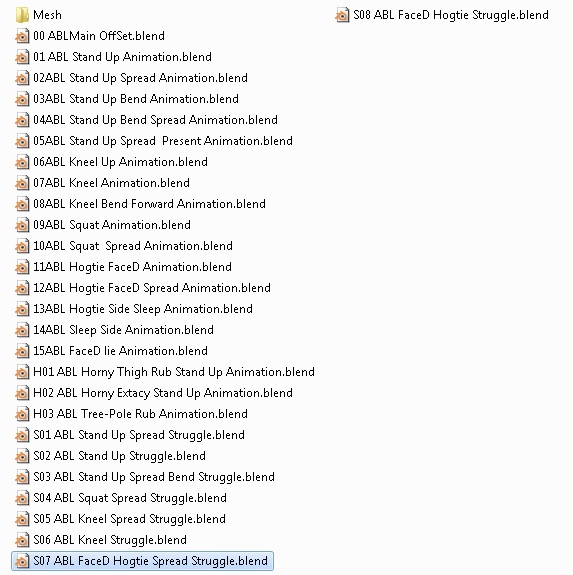 Mesh
00 ABLMain OffSet.blend
01 ABL Stand Up Animation.blend
02ABL Stand Up Spread Animation.blend
03ABL Stand Up Bend Animation.blend
04ABL Stand Up Bend Spread Animation.blend
05ABL Stand Up Spread  Present Animation.blend
06ABL Kneel Up Animation.blend
07ABL Kneel Animation.blend
08ABL Kneel Bend Forward Animation.blend
09ABL Squat Animation.blend
10ABL Squat  Spread Animation.blend
11ABL Hogtie FaceD Animation.blend
12ABL Hogtie FaceD Spread Animation.blend
13ABL Hogtie Side Sleep Animation.blend
14ABL Sleep Side Animation.blend
15ABL FaceD lie Animation.blend
H01 ABL Horny Thigh Rub Stand Up Animation.blend
H02 ABL Horny Extacy Stand Up Animation.blend
H03 ABL Tree-Pole Rub Animation.blend
S01 ABL Stand Up Spread Struggle.blend
S02 ABL Stand Up Struggle.blend
S03 ABL Stand Up Spread Bend Struggle.blend
S04 ABL Squat Spread Struggle.blend
S05 ABL Kneel Spread Struggle.blend
S06 ABL Kneel Struggle.blend
S07 ABL FaceD Hogtie Spread Struggle.blend
S08 ABL FaceD Hogtie Struggle.blend